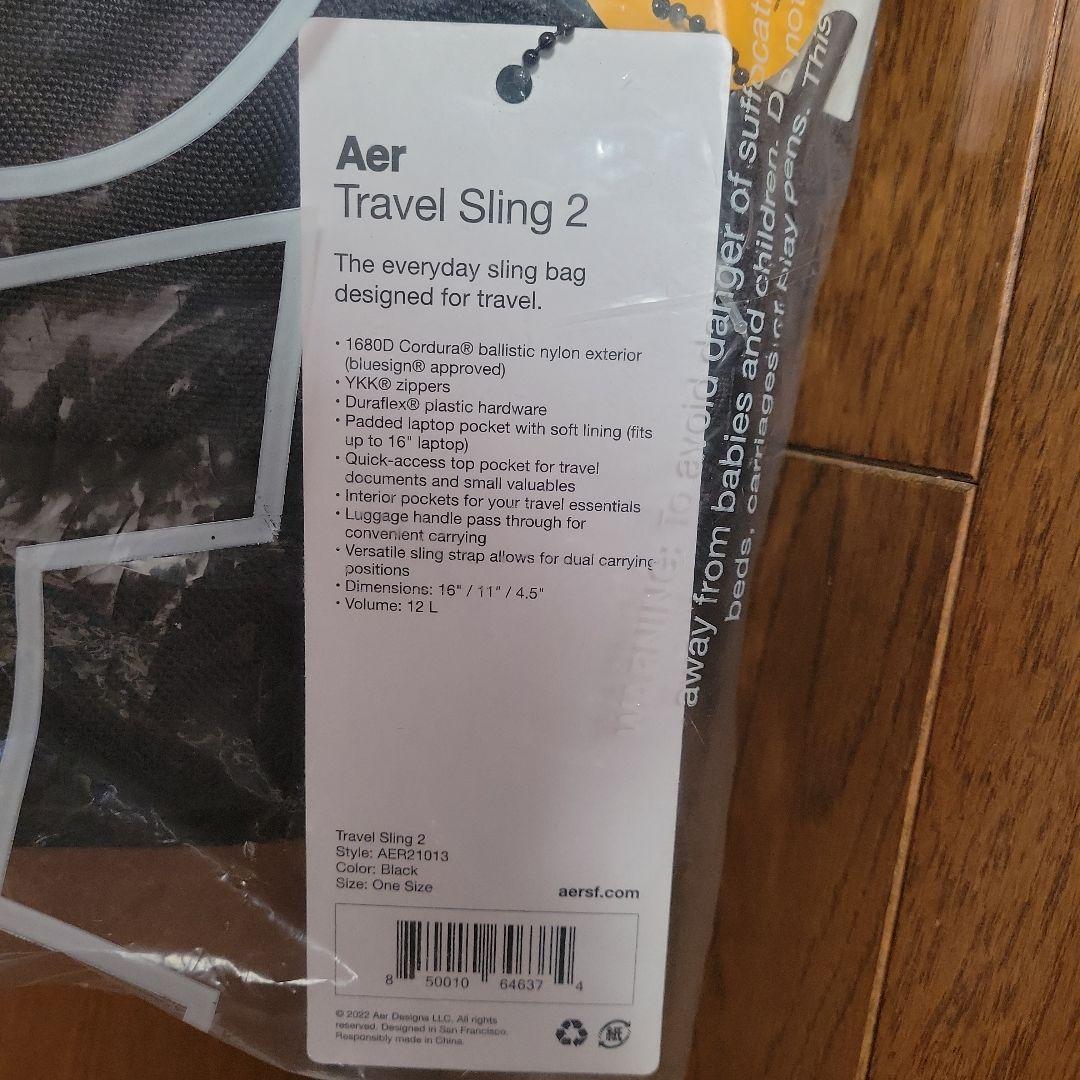 Aer
Travel Sling 2
The everyday sling bag
designed for travel.
• 1680D Cordura® ballistic nylon exterior
(bluesign® approved)
• YKK® zippers
• Duraflex® plastic hardware
• Padded laptop pocket with soft lining (fits
up to 16" laptop)
• Quick-access top pocket for travel
documents and small valuables
• Interior pockets for your travel essentials
• Luggage handle pass through for
convenient carrying
• Versatile sling strap allows for dual carrying
positions
• Dimensions: 16" / 11" / 4.5"
• Volume: 12 L
Travel Sling 2
Style: AER21013
Color: Black
Size: One Size
aersf.com
8 50010 64637 4
© 2022 Aer Designs LLC. All rights
reserved. Designed in San Francisco.
Responsibly made in China.
紙
WARNING: To avoid danger of suffocati
away from babies and children. Do not
beds, carriages or play pens. This